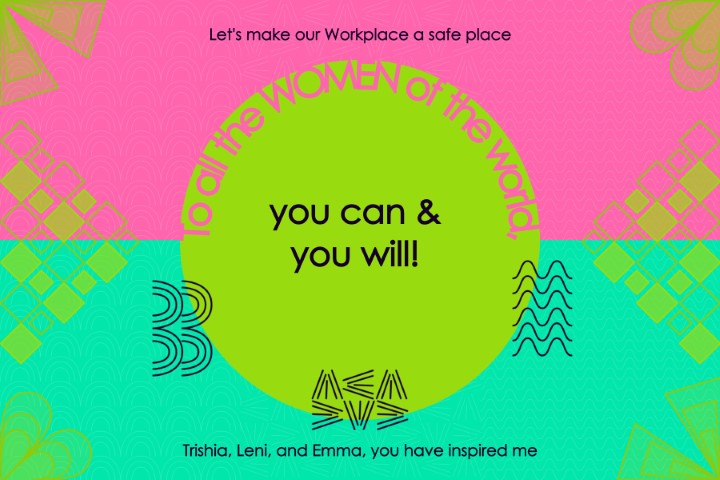 Let's make our Workplace a safe place
To all the WOMEN of the world,
you can &
you will!
Trishia, Leni, and Emma, you have inspired me